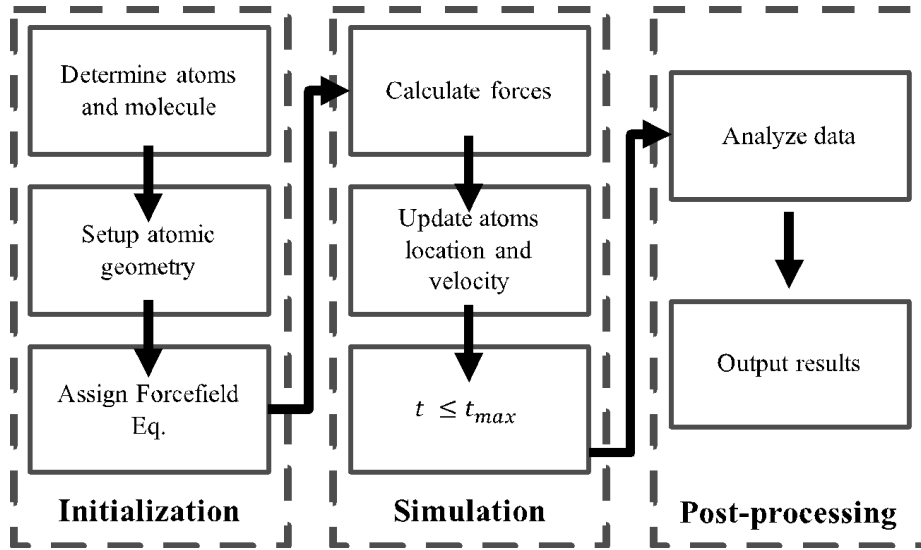 Determine atoms
and molecule
Setup atomic
geometry
Assign Forcefield
Eq.
Initialization
Calculate forces
Update atoms
location and
velocity
t ≤ t_max
Simulation
Analyze data
Output results
Post-processing